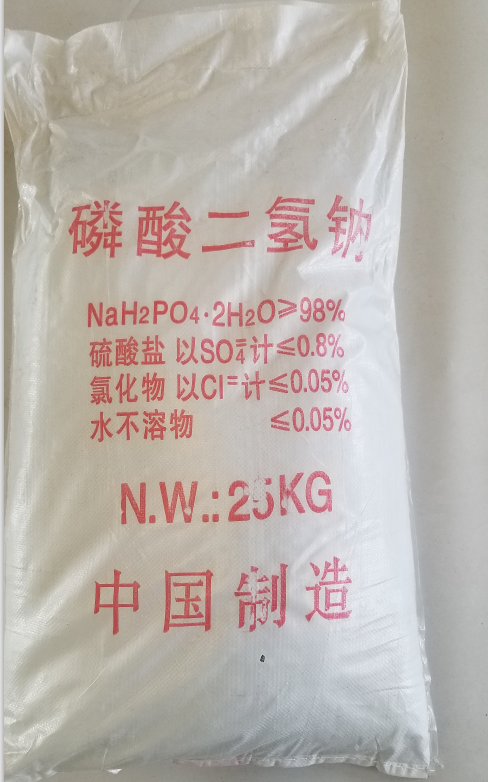 磷酸二氢钠
NaH2PO4·2H2O≥98%
硫酸盐 以SO4=计≤0.8%
氯化物 以Cl=计≤0.05%
水不溶物 ≤0.05%
N.W.:25KG
中国制造